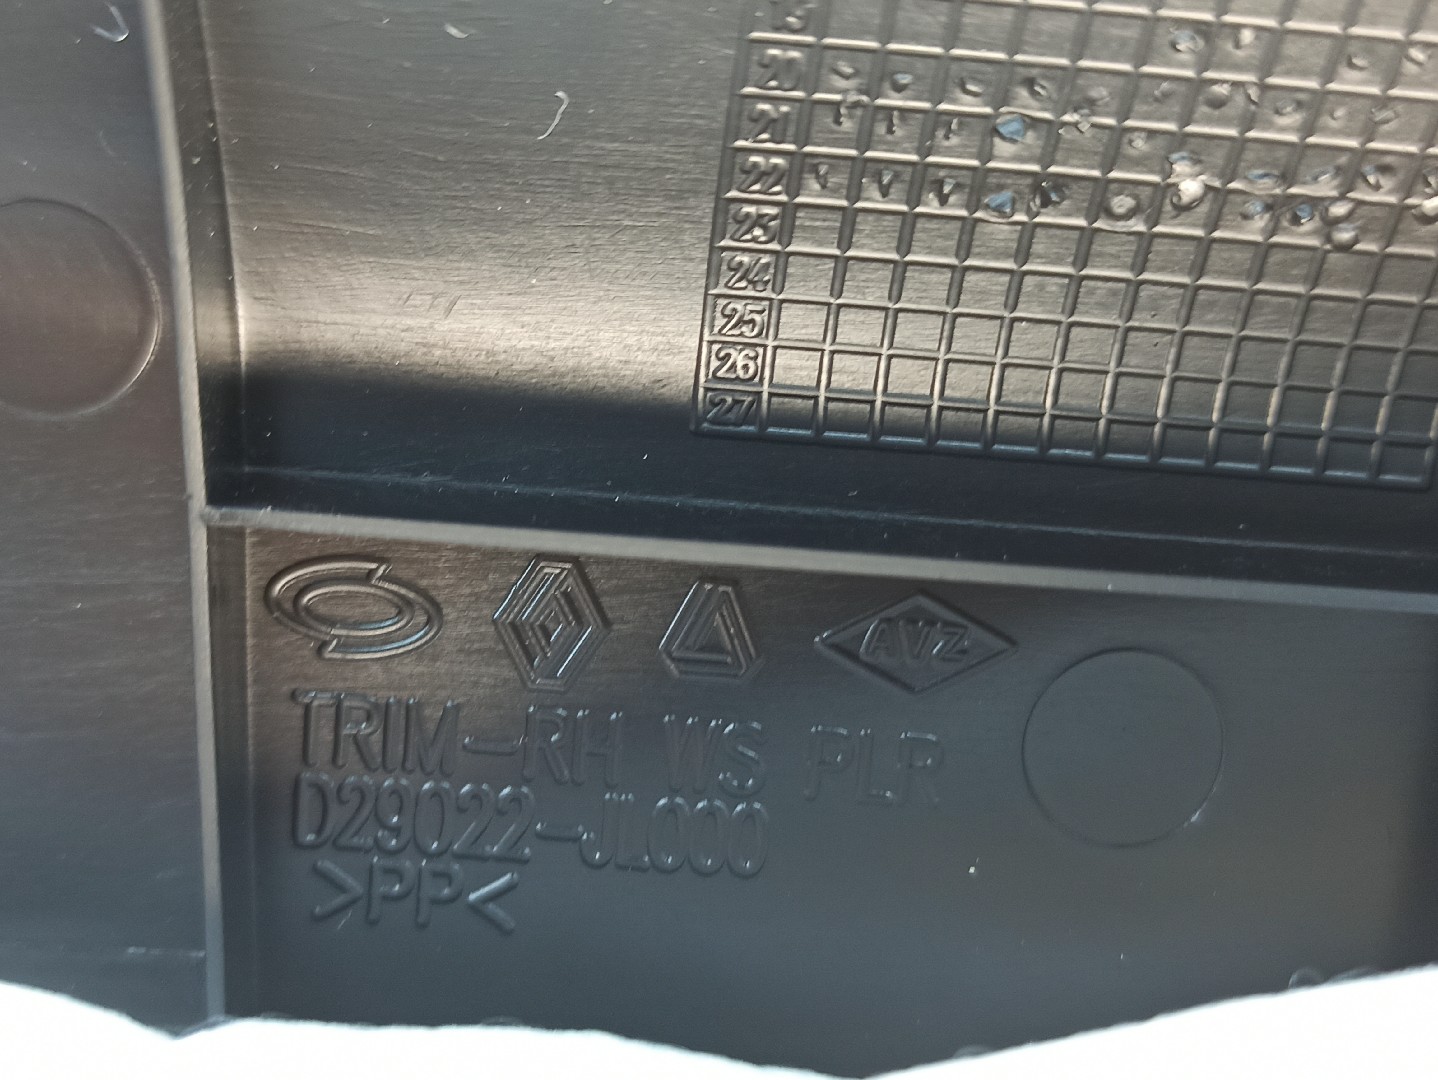 20
21
22
23
24
25
26
27
AVZ
TRIM-RH WS PLR
D29022-JL000
>PP<